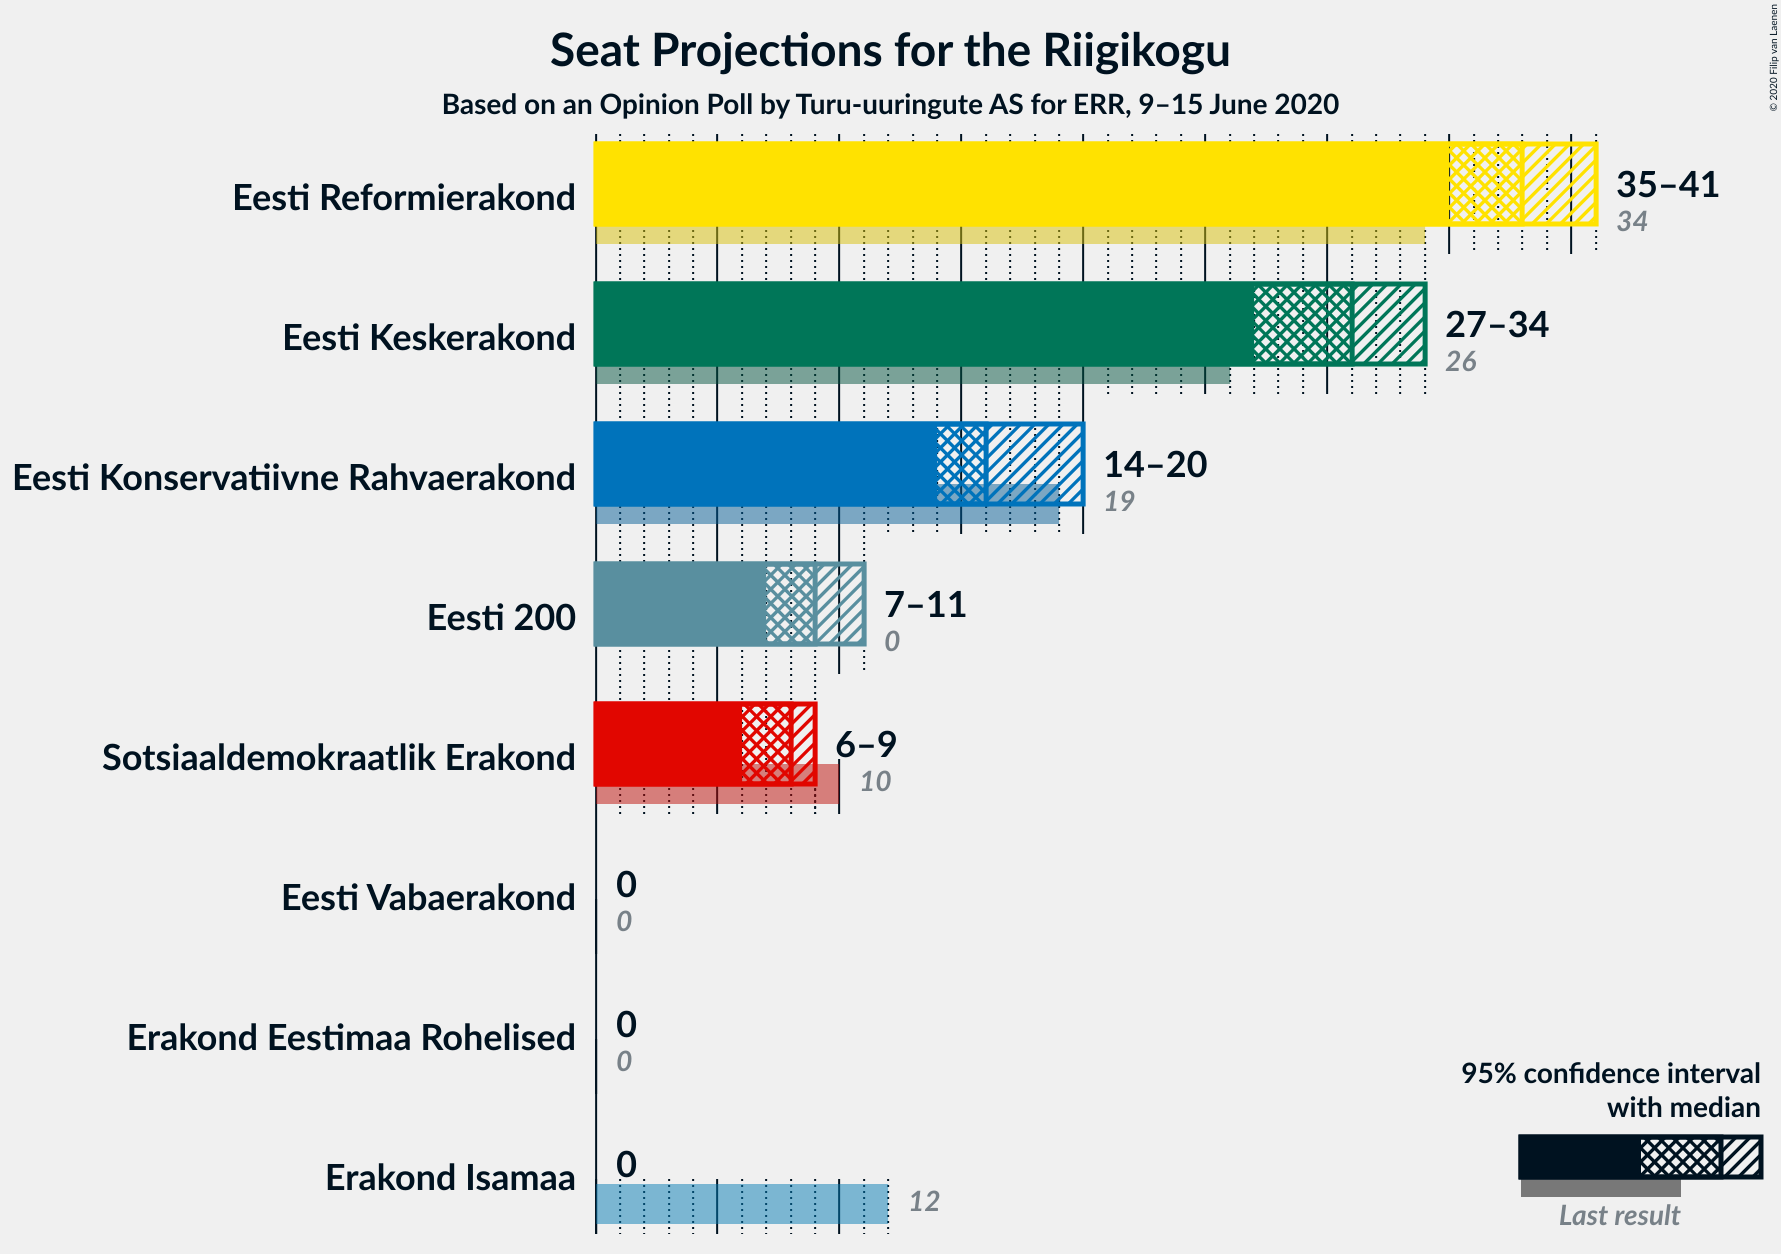 Seat Projections for the Riigikogu
Based on an Opinion Poll by Turu-uuringute AS for ERR, 9–15 June 2020
© 2020 Filip van Laenen
Eesti Reformierakond
35–41
34
Eesti Keskerakond
27–34
26
Eesti Konservatiivne Rahvaerakond
14–20
19
Eesti 200
7–11
0
Sotsiaaldemokraatlik Erakond
6–9
10
Eesti Vabaerakond
0
0
Erakond Eestimaa Rohelised
0
0
Erakond Isamaa
0
12
95% confidence interval
with median
Last result